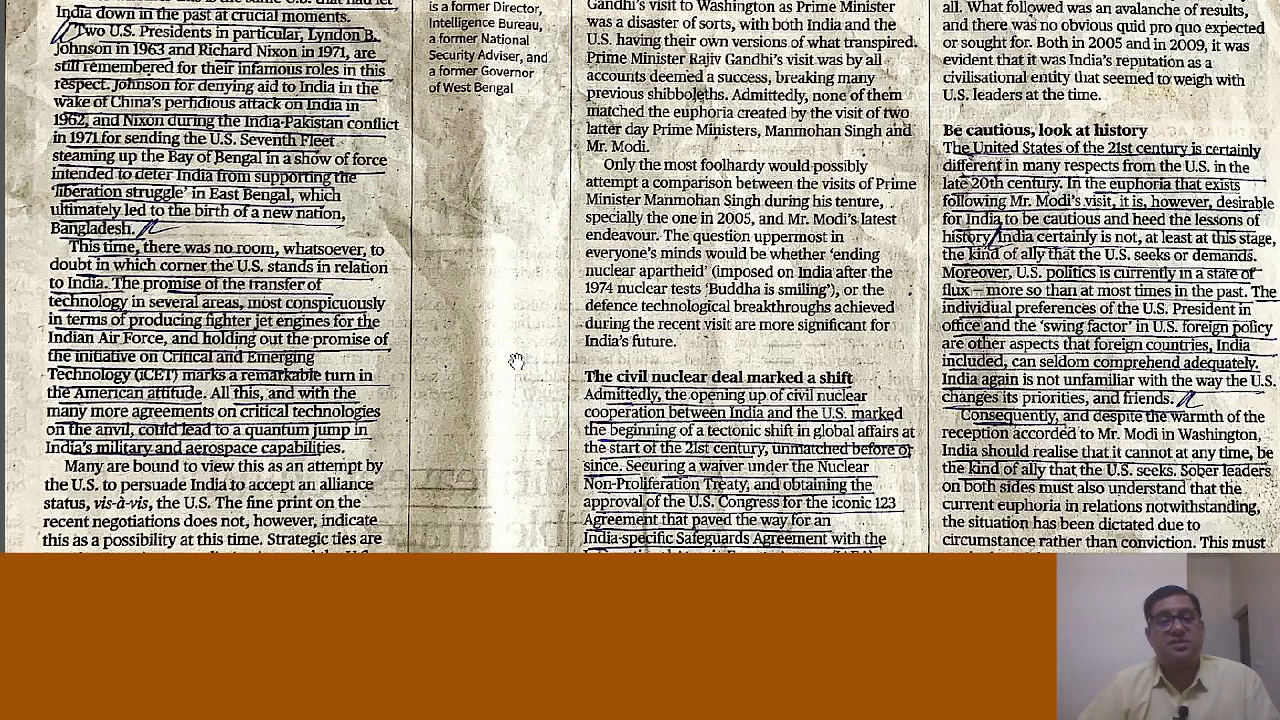 India down in the past at crucial moments.
Two U.S. Presidents in particular, Lyndon B.
Johnson in 1963 and Richard Nixon in 1971, are
still remembered for their infamous roles in this
respect. Johnson for denying aid to India in the
wake of China's perfidious attack on India in
1962, and Nixon during the India-Pakistan conflict
in 1971 for sending the U.S. Seventh Fleet
steaming up the Bay of Bengal in a show of force
intended to deter India from supporting the
'liberation struggle' in East Bengal, which
ultimately led to the birth of a new nation,
Bangladesh.
This time, there was no room, whatsoever, to
doubt in which corner the U.S. stands in relation
to India. The promise of the transfer of
technology in several areas, most conspicuously
in terms of producing fighter jet engines for the
Indian Air Force, and holding out the promise of
the initiative on Critical and Emerging
Technology (iCET) marks a remarkable turn in
the American attitude. All this, and with the
many more agreements on critical technologies
on the anvil, could lead to a quantum jump in
India's military and aerospace capabilities.
Many are bound to view this as an attempt by
the U.S. to persuade India to accept an alliance
status, vis-à-vis, the U.S. The fine print on the
recent negotiations does not, however, indicate
this as a possibility at this time. Strategic ties are
is a former Director,
Intelligence Bureau,
a former National
Security Adviser, and
a former Governor
of West Bengal
Gandhi's visit to Washington as Prime Minister
was a disaster of sorts, with both India and the
U.S. having their own versions of what transpired.
Prime Minister Rajiv Gandhi's visit was by all
accounts deemed a success, breaking many
previous shibboleths. Admittedly, none of them
matched the euphoria created by the visit of two
latter day Prime Ministers, Manmohan Singh and
Mr. Modi.
Only the most foolhardy would possibly
attempt a comparison between the visits of Prime
Minister Manmohan Singh during his tenure,
specially the one in 2005, and Mr. Modi's latest
endeavour. The question uppermost in
everyone's minds would be whether 'ending
nuclear apartheid' (imposed on India after the
1974 nuclear tests 'Buddha is smiling'), or the
defence technological breakthroughs achieved
during the recent visit are more significant for
India's future.
The civil nuclear deal marked a shift
Admittedly, the opening up of civil nuclear
cooperation between India and the U.S. marked
the beginning of a tectonic shift in global affairs at
the start of the 21st century, unmatched before or
since. Securing a waiver under the Nuclear
Non-Proliferation Treaty, and obtaining the
approval of the U.S. Congress for the iconic 123
Agreement that paved the way for an
India-specific Safeguards Agreement with the
all. What followed was an avalanche of results,
and there was no obvious quid pro quo expected
or sought for. Both in 2005 and in 2009, it was
evident that it was India's reputation as a
civilisational entity that seemed to weigh with
U.S. leaders at the time.
Be cautious, look at history
The United States of the 21st century is certainly
different in many respects from the U.S. in the
late 20th century. In the euphoria that exists
following Mr. Modi's visit, it is, however, desirable
for India to be cautious and heed the lessons of
history. India certainly is not, at least at this stage,
the kind of ally that the U.S. seeks or demands.
Moreover, U.S. politics is currently in a state of
flux — more so than at most times in the past. The
individual preferences of the U.S. President in
office and the 'swing factor' in U.S. foreign policy
are other aspects that foreign countries, India
included, can seldom comprehend adequately.
India again is not unfamiliar with the way the U.S.
changes its priorities, and friends.
Consequently, and despite the warmth of the
reception accorded to Mr. Modi in Washington,
India should realise that it cannot at any time, be
the kind of ally that the U.S. seeks. Sober leaders
on both sides must also understand that the
current euphoria in relations notwithstanding,
the situation has been dictated due to
circumstance rather than conviction. This must